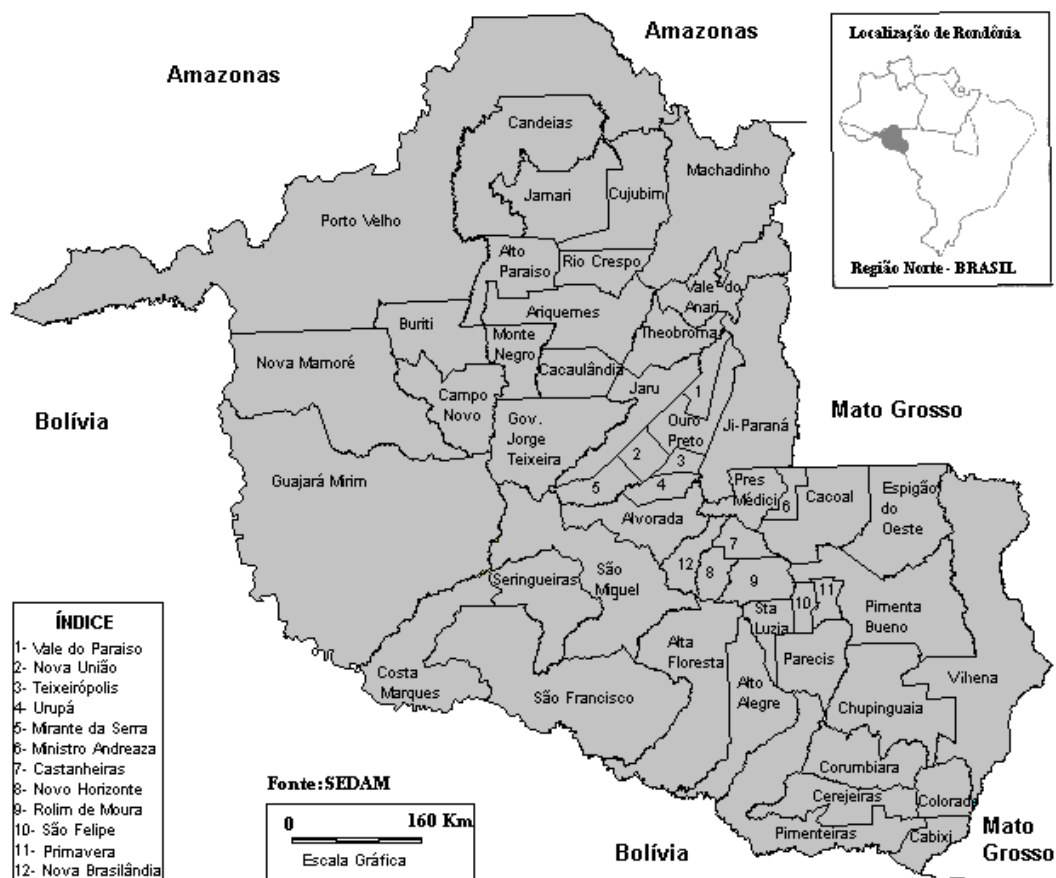 Amazonas
Amazonas
Localização de Rondônia
Região Norte - BRASIL
Candeias
Jamari
Cujubim
Machadinho
Porto Velho
Alto
Paraiso
Rio Crespo
Vale do
Anari
Ariquemes
Buriti
Monte
Negro
Theobroma
Nova Mamoré
Cacaulândia
Campo
Novo
Jaru
1
Bolívia
Mato Grosso
Gov.
Jorge
Teixeira
Ouro
Preto
Ji-Paraná
2
3
Guajará Mirim
5
4
Pres
Médici
6
Cacoal
Espigão
do
Oeste
Alvorada
7
12
8
9
São
Miguel
Seringueiras
10
11
Sta
Luzia
Pimenta
Bueno
Alta
Floresta
Parecis
Costa
Marques
São Francisco
Alto
Alegre
Vihena
Chupinguaia
Corumbiara
Cerejeiras
Colorado
Pimenteiras
Cabixi
Mato
Grosso
Bolívia
ÍNDICE
1- Vale do Paraiso
2- Nova União
3- Teixeirópolis
4- Urupá
5- Mirante da Serra
6- Ministro Andreaza
7- Castanheiras
8- Novo Horizonte
9- Rolim de Moura
10- São Felipe
11- Primavera
12- Nova Brasilândia
Fonte:SEDAM
0 160 Km
Escala Gráfica